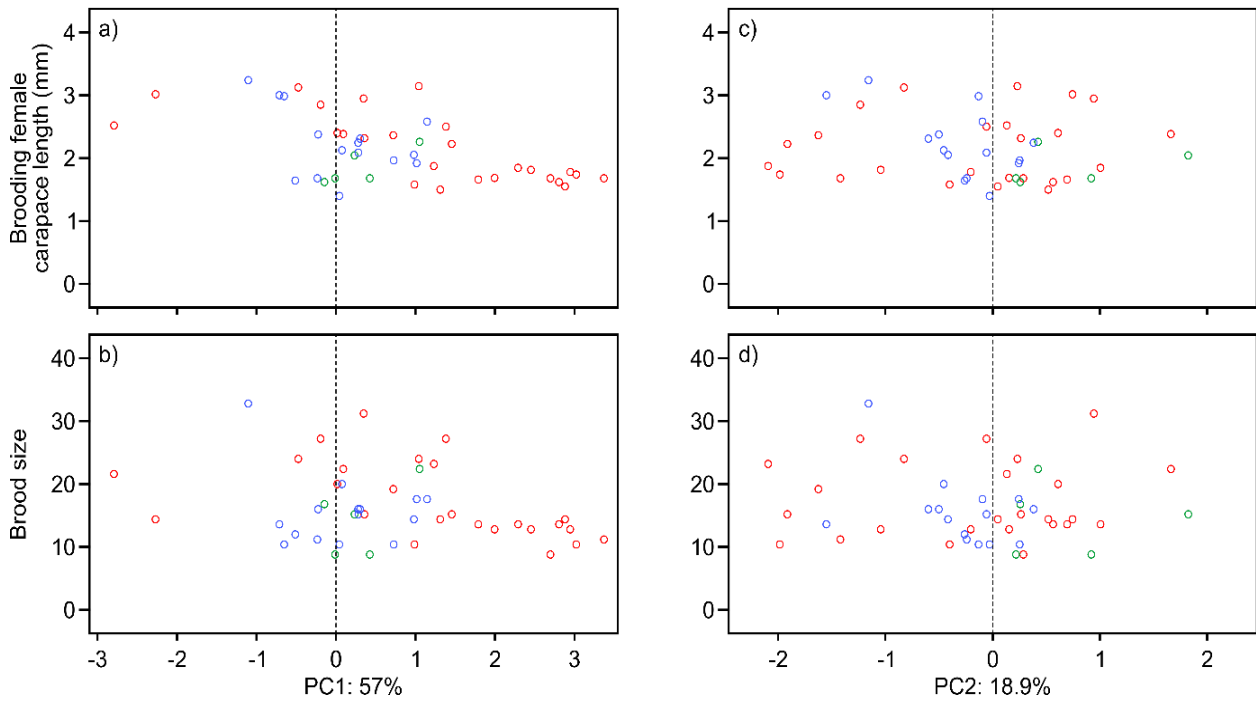 a)
Brooding female
carapace length (mm)
4
3
2
1
0
c)
4
3
2
1
0
b)
Brood size
40
30
20
10
0
-3 -2 -1 0 1 2 3
PC1: 57%
d)
40
30
20
10
0
-2 -1 0 1 2
PC2: 18.9%